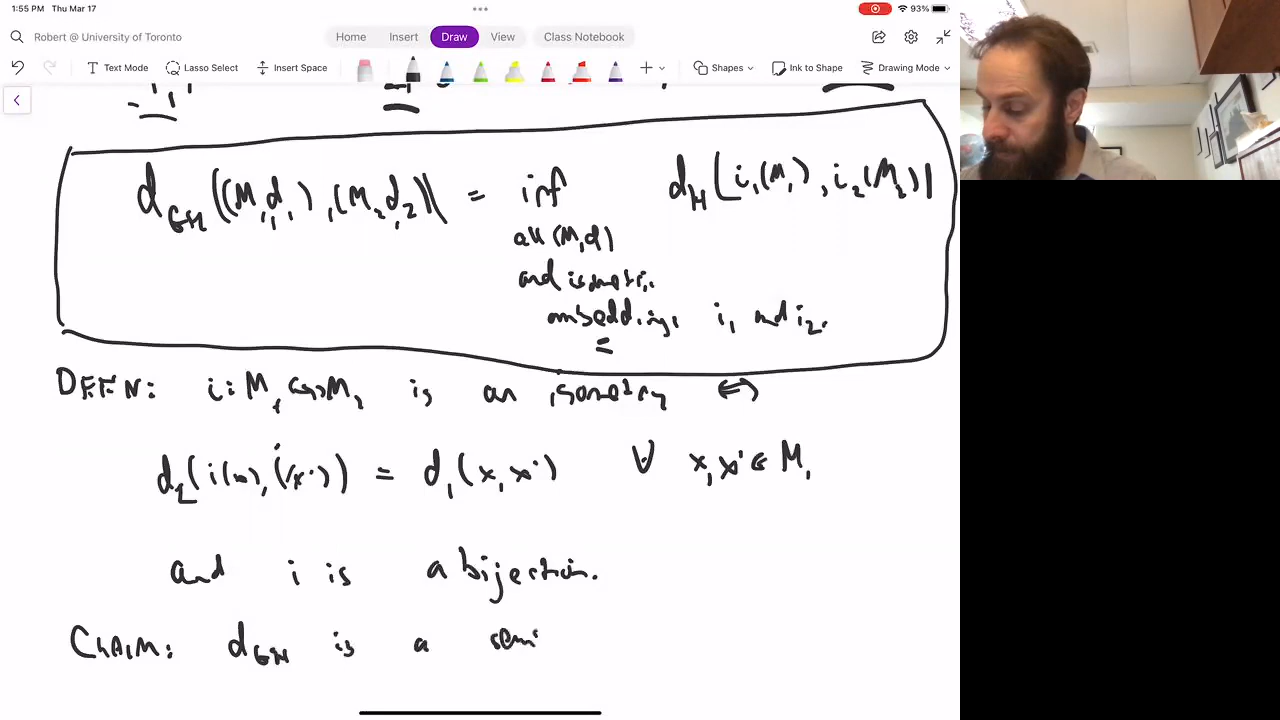 1:55 PM Thu Mar 17
93%
Robert @ University of Toronto
Home Insert Draw View Class Notebook
Text Mode Lasso Select Insert Space Shapes Ink to Shape Drawing Mode
d_GH((M_1,d_1),(M_2,d_2)) = inf d_H(i_1(M_1), i_2(M_2))
all (M,d)
and isometric
embeddings i_1 and i_2.
DEFN: i: M_1 ↪ M_2 is an isometry ↔
d_2(i(x), i(x')) = d_1(x, x') ∀ x, x' ∈ M_1
and i is a bijection.
CLAIM: d_GH is a semi